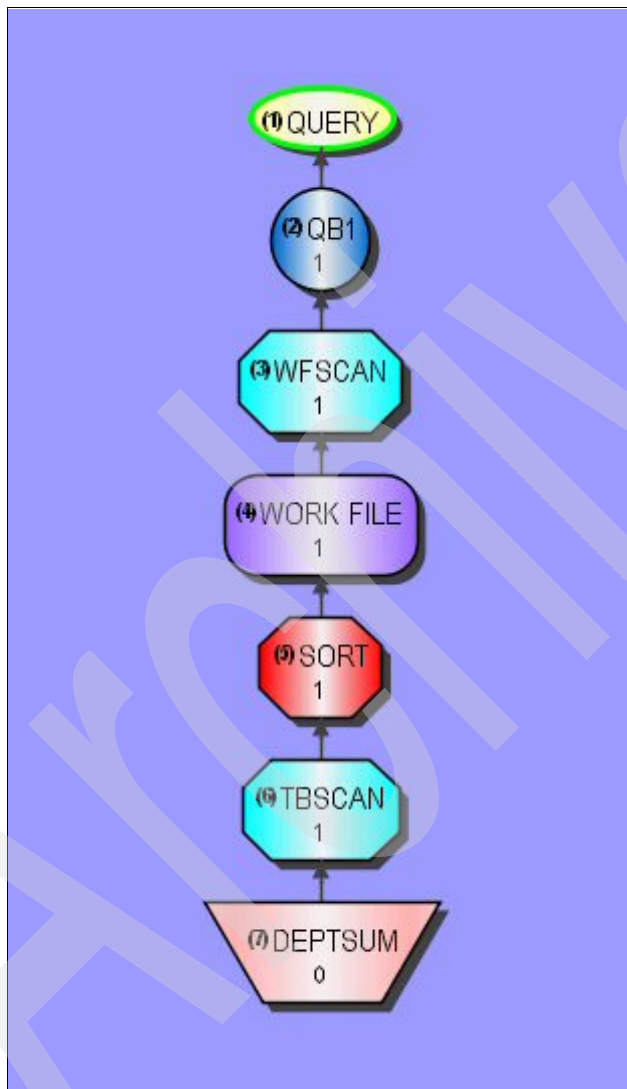 (1) QUERY
(2) QB1
1
(3) WFSCAN
1
(4) WORK FILE
1
(5) SORT
1
(6) TBSCAN
1
(7) DEPTSUM
0